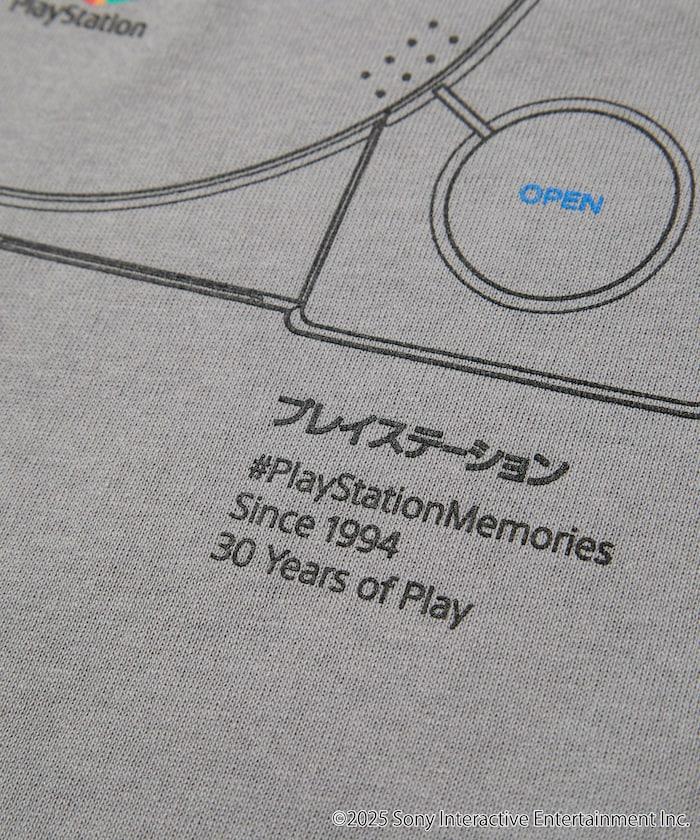 PlayStation
OPEN
プレイステーション
#PlayStationMemories
Since 1994
30 Years of Play
©2025 Sony Interactive Entertainment Inc.